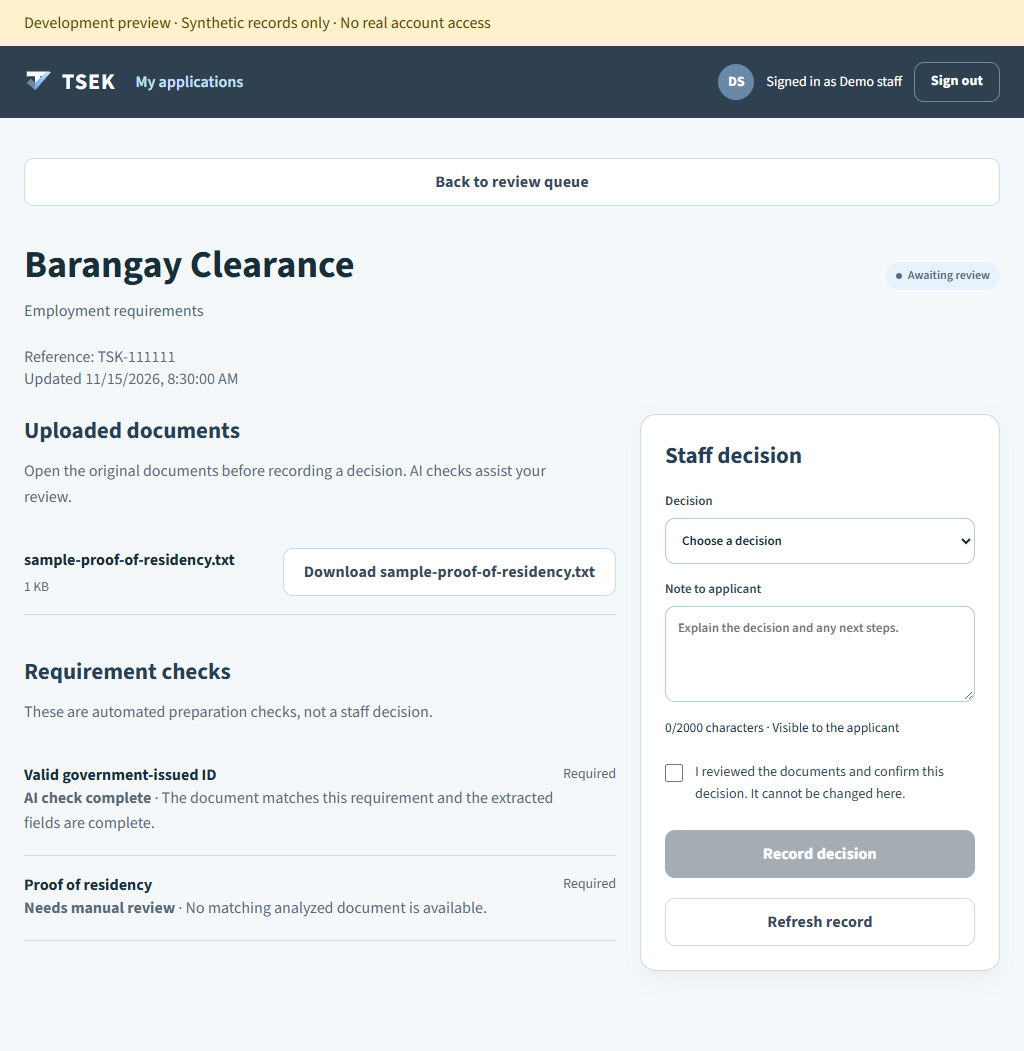 Development preview · Synthetic records only · No real account access
TSEK
My applications
DS
Signed in as Demo staff
Sign out
Back to review queue
Barangay Clearance
Awaiting review
Employment requirements
Reference: TSK-111111
Updated 11/15/2026, 8:30:00 AM
Uploaded documents
Open the original documents before recording a decision. AI checks assist your
review.
sample-proof-of-residency.txt
1 KB
Download sample-proof-of-residency.txt
Requirement checks
These are automated preparation checks, not a staff decision.
Valid government-issued ID
Required
AI check complete · The document matches this requirement and the extracted
fields are complete.
Proof of residency
Required
Needs manual review · No matching analyzed document is available.
Staff decision
Decision
Choose a decision
Note to applicant
Explain the decision and any next steps.
0/2000 characters · Visible to the applicant
I reviewed the documents and confirm this
decision. It cannot be changed here.
Record decision
Refresh record